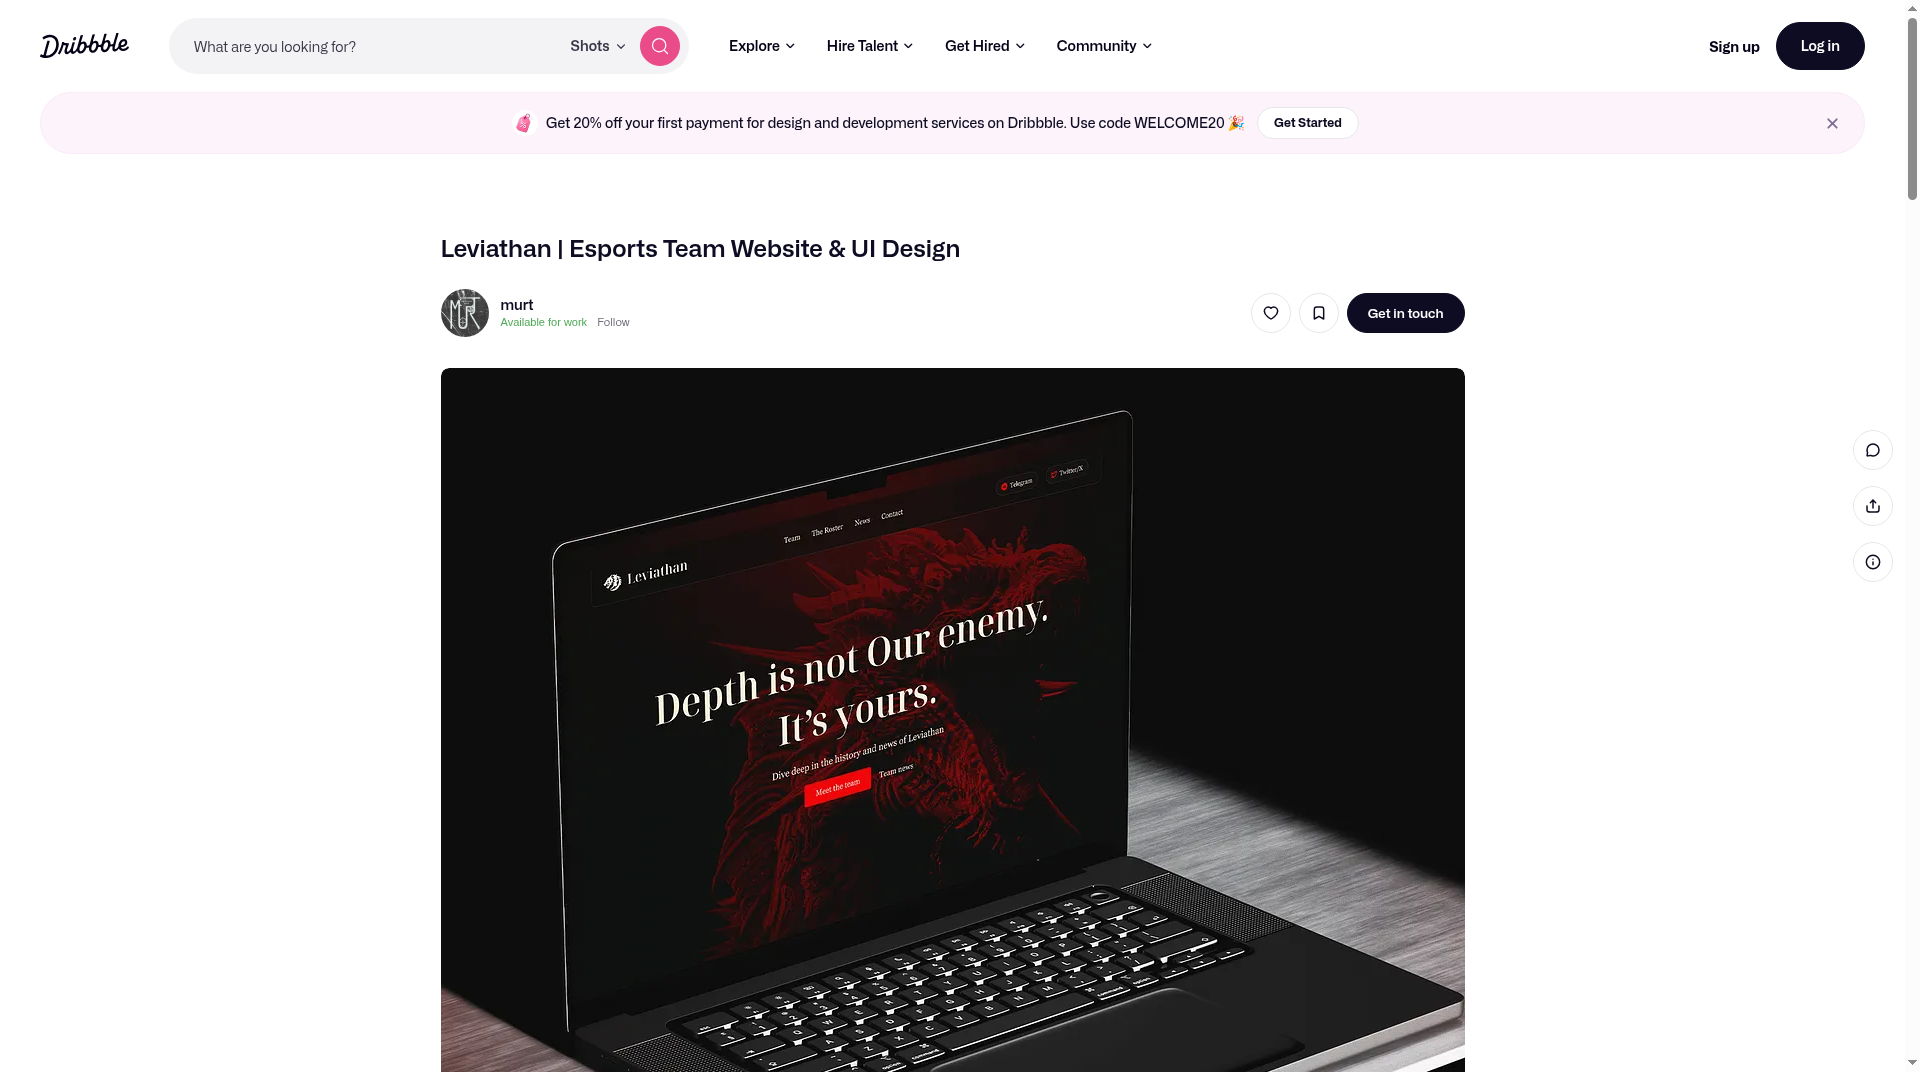 Dribbble
What are you looking for?
Shots
Explore
Hire Talent
Get Hired
Community
Sign up
Log in
Get 20% off your first payment for design and development services on Dribbble. Use code WELCOME20 🎉
Get Started
Leviathan | Esports Team Website & UI Design
MURT
murt
Available for work
Follow
Get in touch
Telegram
Twitter/X
Team
The Roster
News
Contact
Leviathan
Depth is not Our enemy.
It's yours.
Dive deep in the history and news of Leviathan
Meet the team
Team news